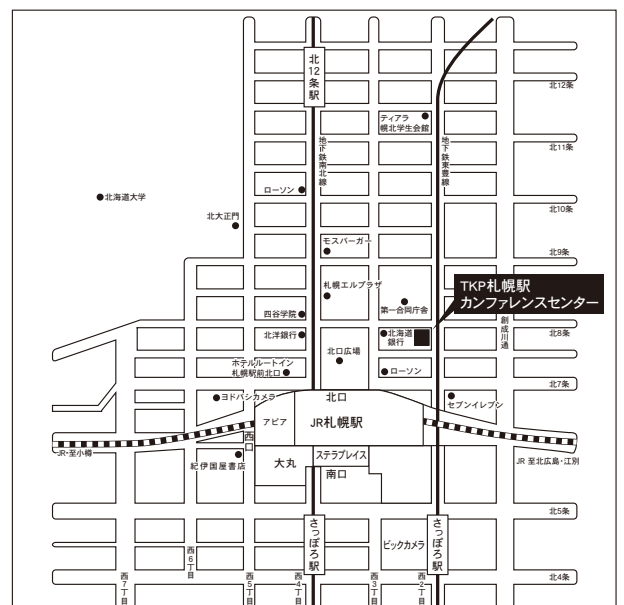 北12条駅
北12条
ティアラ
幌北学生会館
地下鉄南北線
地下鉄東豊線
北11条
ローソン
北海道大学
北10条
北大正門
モスバーガー
北9条
札幌エルプラザ
TKP札幌駅
カンファレンスセンター
第一合同庁舎
四谷学院
創成川通
北洋銀行
北海道
銀行
北8条
北口広場
ホテルルートイン
札幌駅前北口
ローソン
北7条
ヨドバシカメラ
北口
セブンイレブン
アピア
JR札幌駅
西口
JR・至小樽
紀伊国屋書店
大丸
ステラプレイス
南口
JR 至北広島・江別
北5条
さっぽろ駅
ビックカメラ
さっぽろ駅
北4条
西7丁目
西6丁目
西5丁目
西4丁目
西3丁目
西2丁目